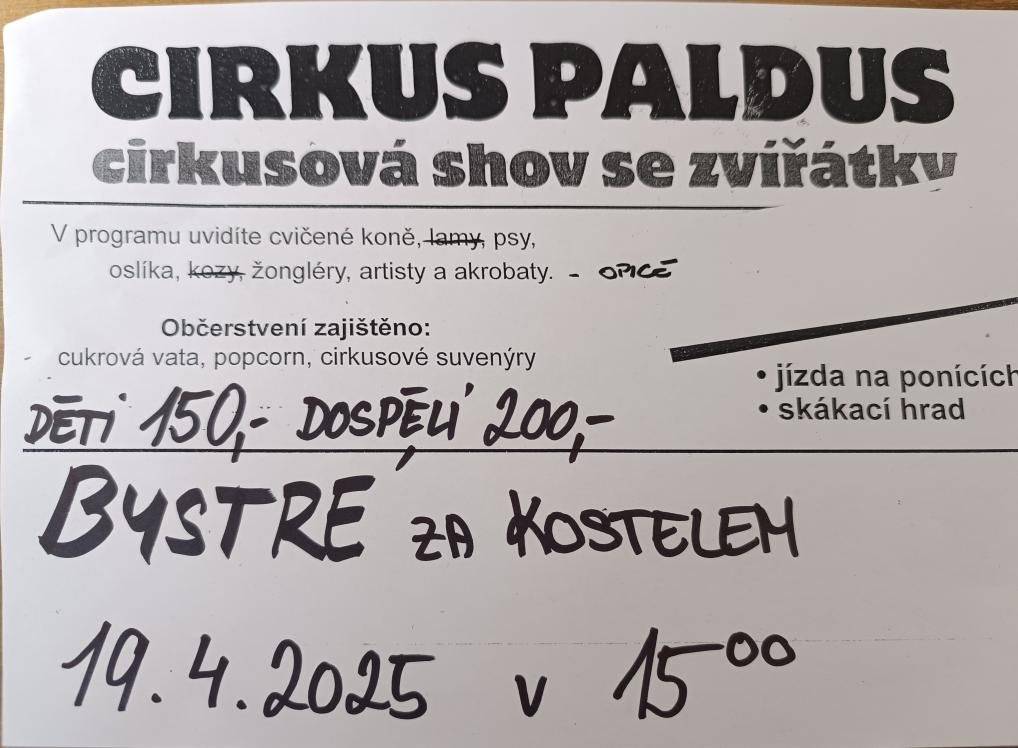 CIRKUS PALDUS
cirkusová shov se zvířátky
V programu uvidíte cvičené koně, lamy, psy,
oslíka, kozy, žongléry, artisty a akrobaty. - OPICE
Občerstvení zajištěno:
cukrová vata, popcorn, cirkusové suvenýry
• jízda na ponících
• skákací hrad
DĚTI 150,- DOSPĚLÍ 200,-
BYSTRÉ ZA KOSTELEM
19.4.2025 v 15⁰⁰